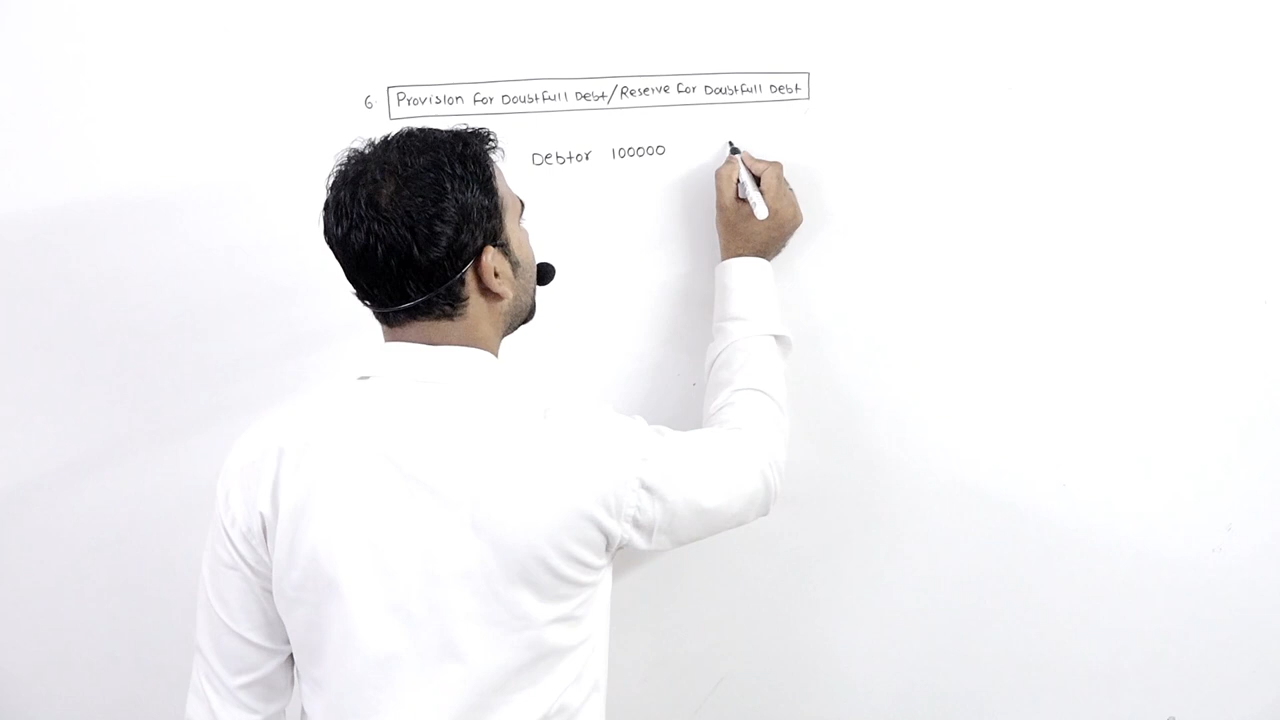 6. Provision for Doubtfull Debt/Reserve for Doubtfull Debt
Debtor 100000